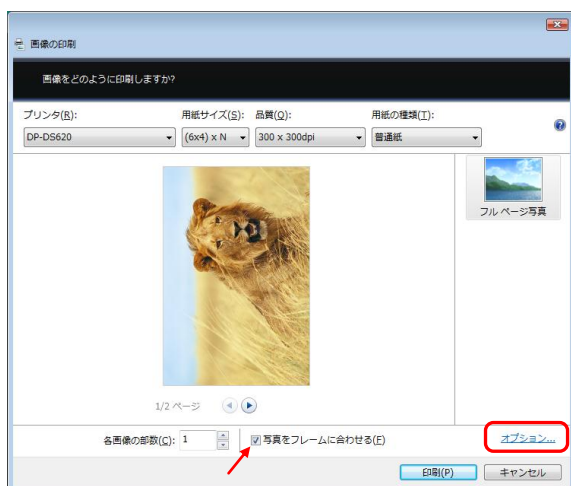 画像の印刷
画像をどのように印刷しますか?
プリンタ(R): 用紙サイズ(S): 品質(Q): 用紙の種類(T):
DP-DS620 (6x4) x N 300 x 300dpi 普通紙
フル ページ写真
1/2 ページ
各画像の部数(C): 1 写真をフレームに合わせる(F) オプション...
印刷(P) キャンセル